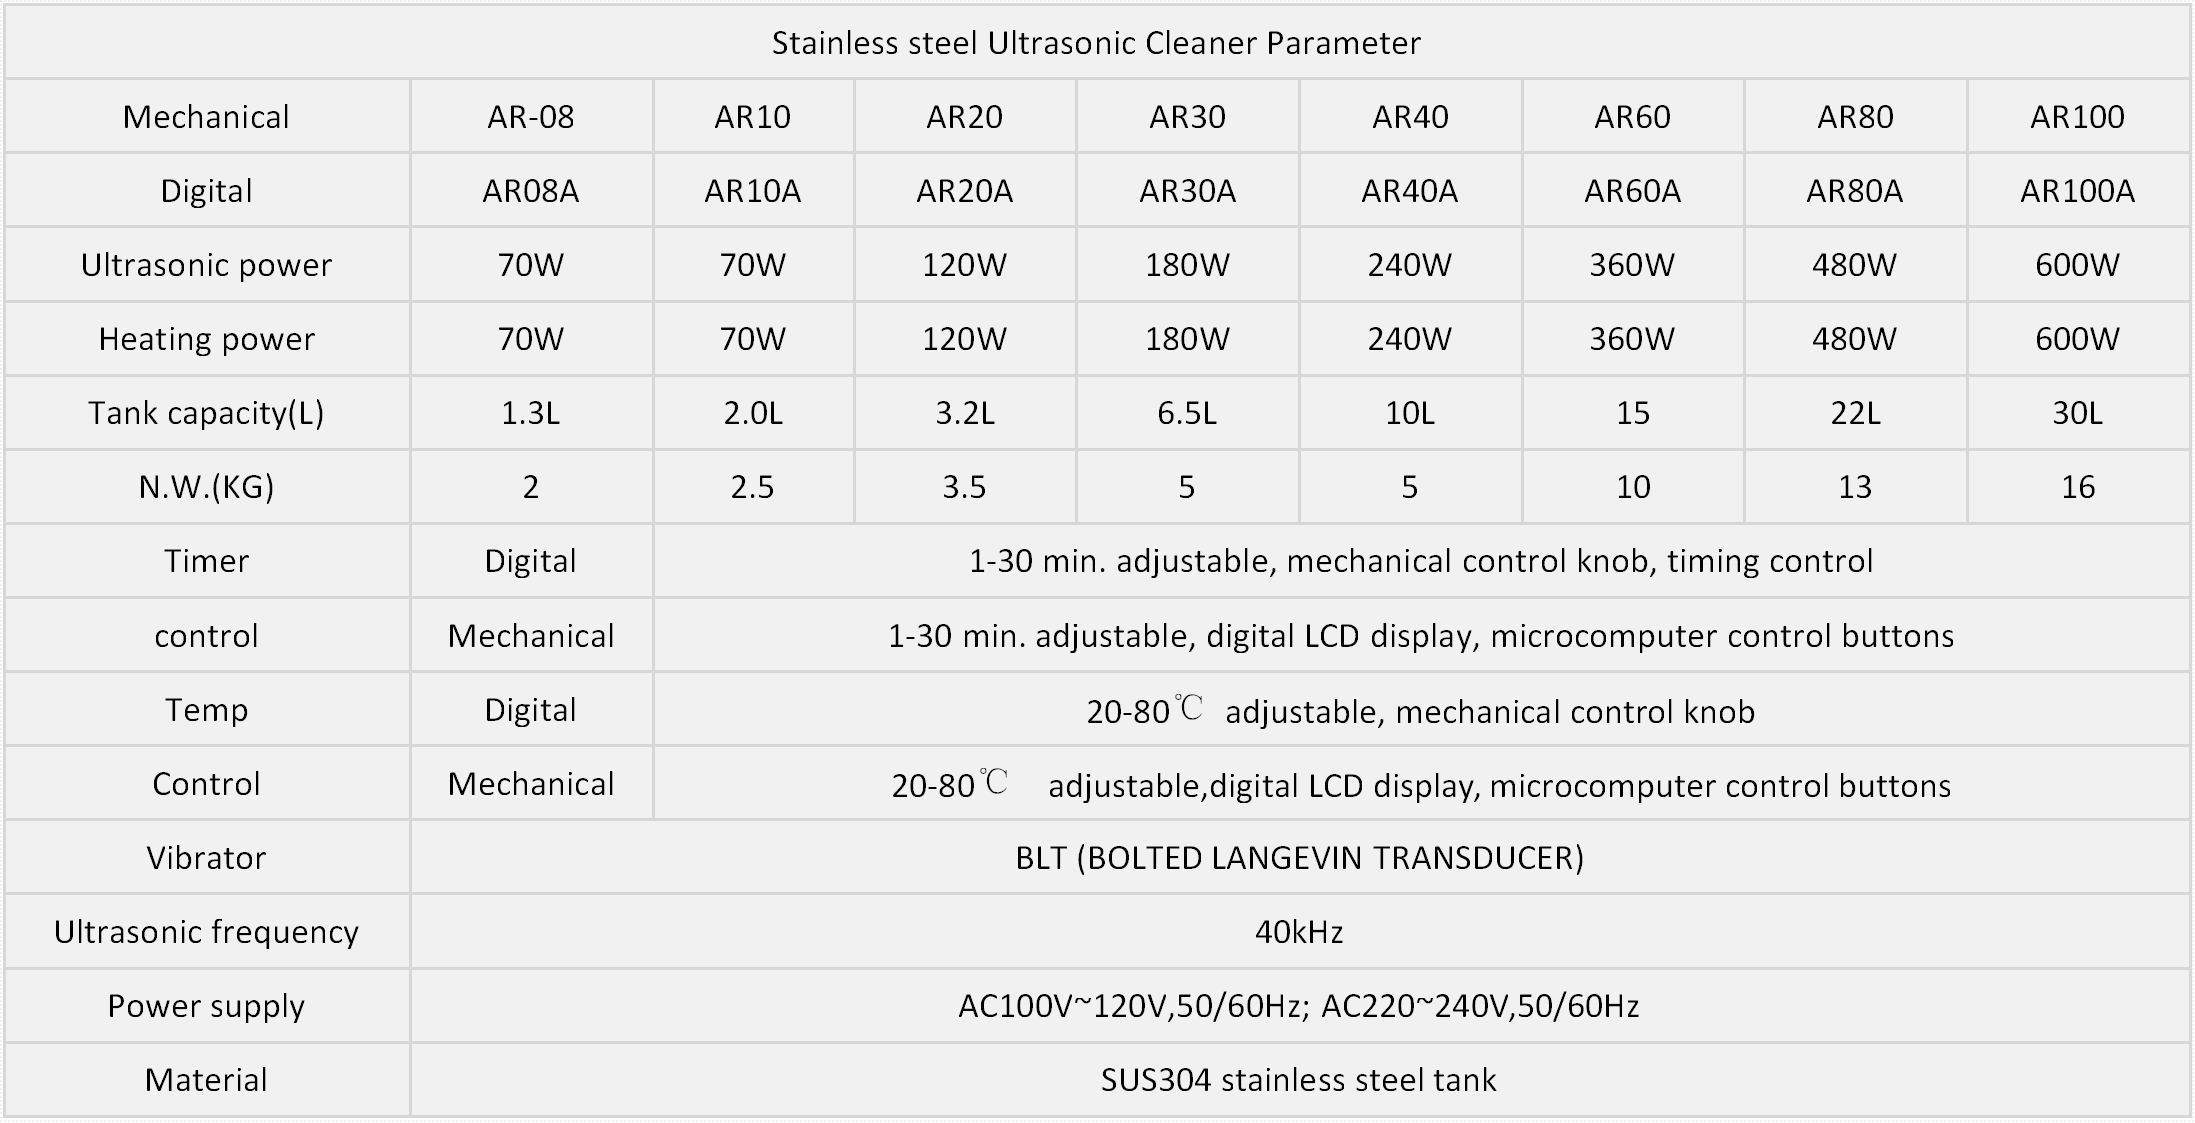 Stainless steel Ultrasonic Cleaner Parameter
Mechanical AR-08 AR10 AR20 AR30 AR40 AR60 AR80 AR100
Digital AR08A AR10A AR20A AR30A AR40A AR60A AR80A AR100A
Ultrasonic power 70W 70W 120W 180W 240W 360W 480W 600W
Heating power 70W 70W 120W 180W 240W 360W 480W 600W
Tank capacity(L) 1.3L 2.0L 3.2L 6.5L 10L 15 22L 30L
N.W.(KG) 2 2.5 3.5 5 5 10 13 16
Timer Digital 1-30 min. adjustable, mechanical control knob, timing control
control Mechanical 1-30 min. adjustable, digital LCD display, microcomputer control buttons
Temp Digital 20-80℃ adjustable, mechanical control knob
Control Mechanical 20-80℃ adjustable,digital LCD display, microcomputer control buttons
Vibrator BLT (BOLTED LANGEVIN TRANSDUCER)
Ultrasonic frequency 40kHz
Power supply AC100V~120V,50/60Hz; AC220~240V,50/60Hz
Material SUS304 stainless steel tank